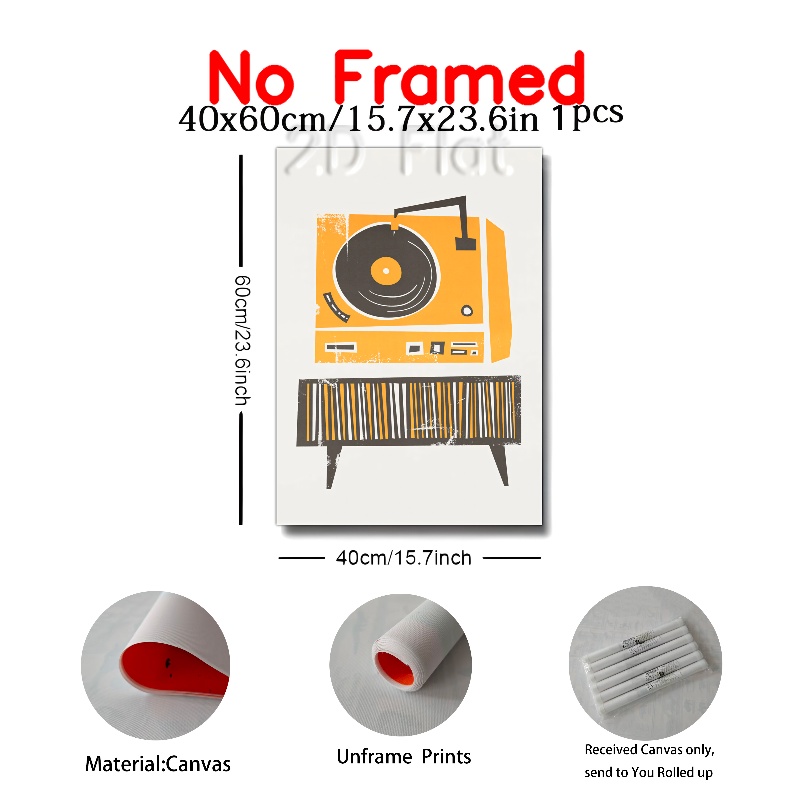 No Framed
40x60cm/15.7x23.6in 1pcs
2D Flat
60cm/23.6inch
40cm/15.7inch
Material:Canvas
Unframe Prints
Received Canvas only,
send to You Rolled up